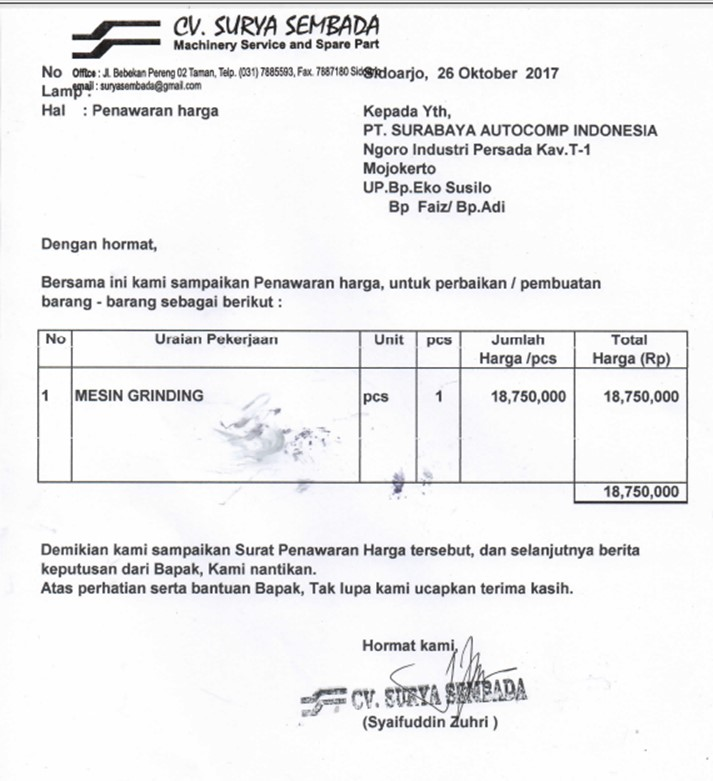 CV. SURYA SEMBADA
Machinery Service and Spare Part
Office : Jl. Bebekan Pereng 02 Taman, Telp. (031) 7885593, Fax. 7887180
email : suryasembada@gmail.com
No
Sidoarjo, 26 Oktober 2017
Lamp :
Hal : Penawaran harga
Kepada Yth,
PT. SURABAYA AUTOCOMP INDONESIA
Ngoro Industri Persada Kav.T-1
Mojokerto
UP.Bp.Eko Susilo
Bp Faiz/ Bp.Adi
Dengan hormat,
Bersama ini kami sampaikan Penawaran harga, untuk perbaikan / pembuatan
barang - barang sebagai berikut :
No Uraian Pekerjaan Unit pcs Jumlah Harga /pcs Total Harga (Rp)
1 MESIN GRINDING pcs 1 18,750,000 18,750,000
18,750,000
Demikian kami sampaikan Surat Penawaran Harga tersebut, dan selanjutnya berita
keputusan dari Bapak, Kami nantikan.
Atas perhatian serta bantuan Bapak, Tak lupa kami ucapkan terima kasih.
Hormat kami,
CV. SURYA SEMBADA
(Syaifuddin Zuhri )